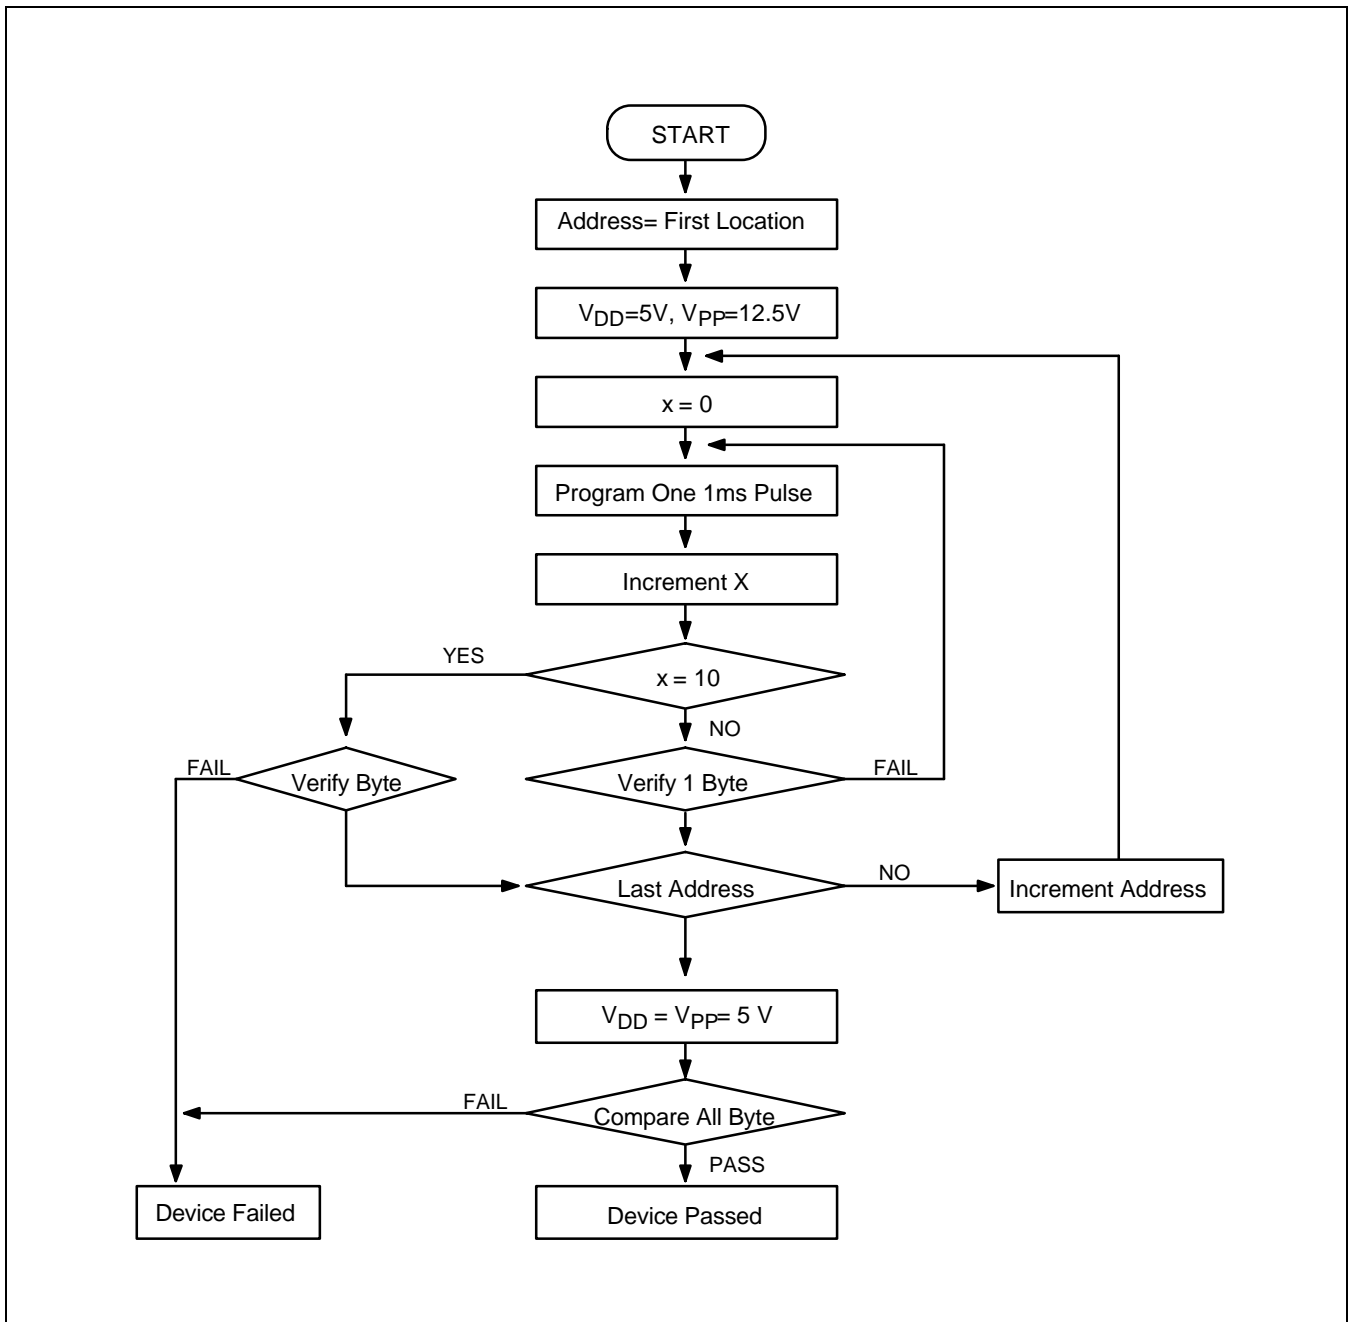 START
Address= First Location
VDD=5V, VPP=12.5V
x = 0
Program One 1ms Pulse
Increment X
YES
x = 10
NO
FAIL
Verify Byte
Verify 1 Byte
FAIL
Last Address
NO
Increment Address
VDD = VPP= 5 V
FAIL
Compare All Byte
PASS
Device Failed
Device Passed